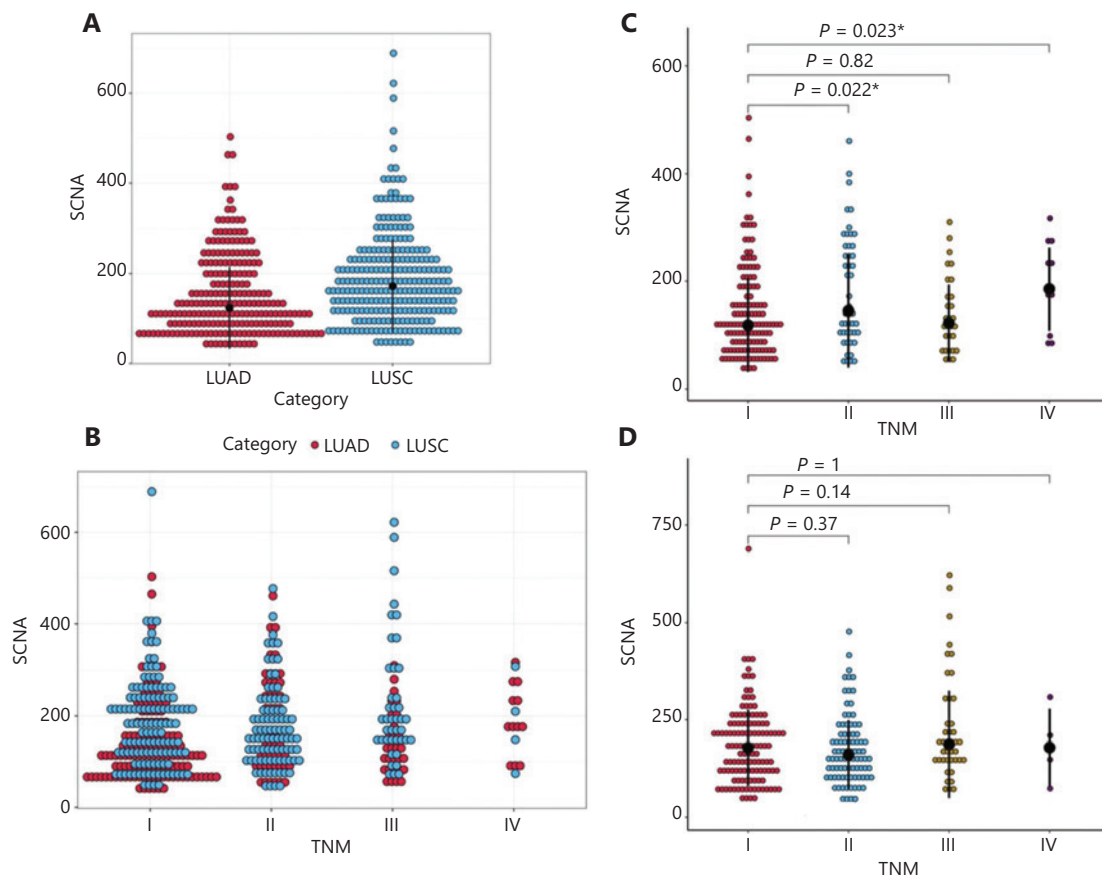 A
SCNA
600
400
200
0
LUAD LUSC
Category
B
Category LUAD LUSC
SCNA
600
400
200
0
I II III IV
TNM
C
P = 0.023*
P = 0.82
P = 0.022*
SCNA
600
400
200
0
I II III IV
TNM
D
P = 1
P = 0.14
P = 0.37
SCNA
750
500
250
0
I II III IV
TNM